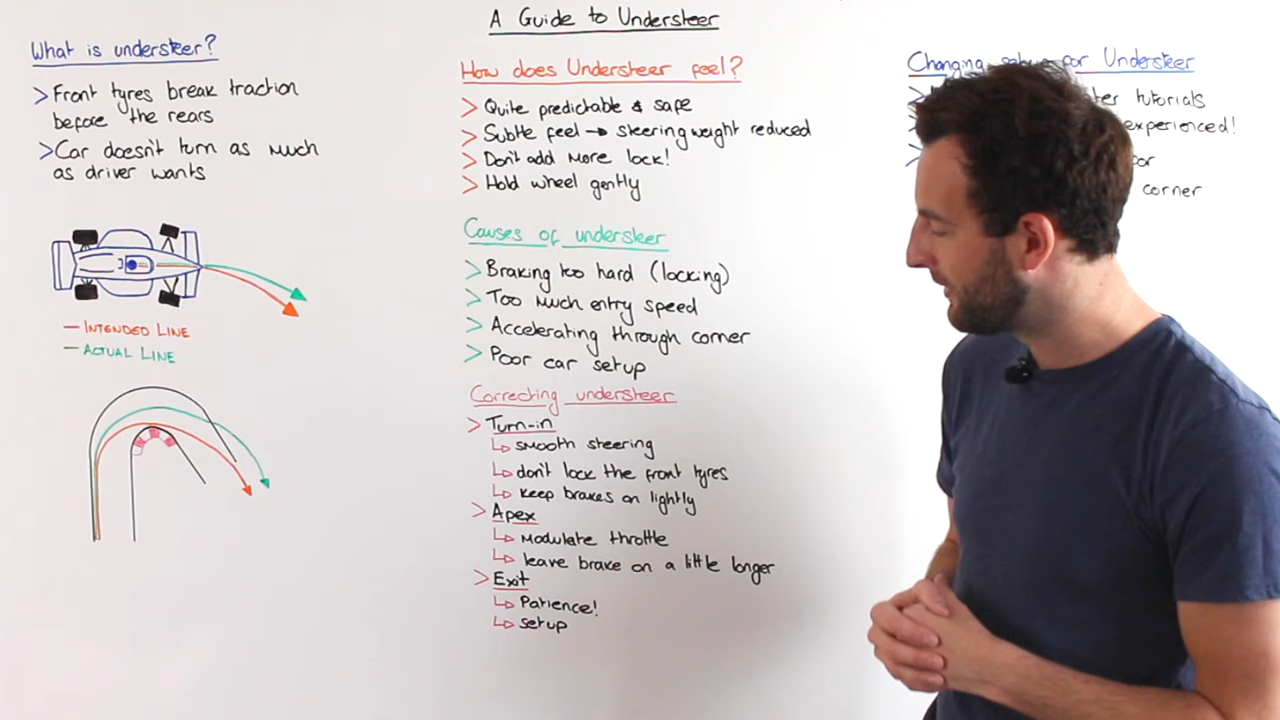 A Guide to Understeer
What is understeer?
> Front tyres break traction
before the rears
> Car doesn't turn as much
as driver wants
— INTENDED LINE
— ACTUAL LINE
How does Understeer feel?
> Quite predictable & safe
> Subtle feel → steering weight reduced
> Don't add more lock!
> Hold wheel gently
Causes of understeer
> Braking too hard (locking)
> Too much entry speed
> Accelerating through corner
> Poor car setup
Correcting understeer
> Turn-in
↳ smooth steering
↳ don't lock the front tyres
↳ keep brakes on lightly
> Apex
↳ Modulate throttle
↳ leave brake on a little longer
> Exit
↳ Patience!
↳ setup
Changing for Understeer
> tutorials
> experienced!
>
corner